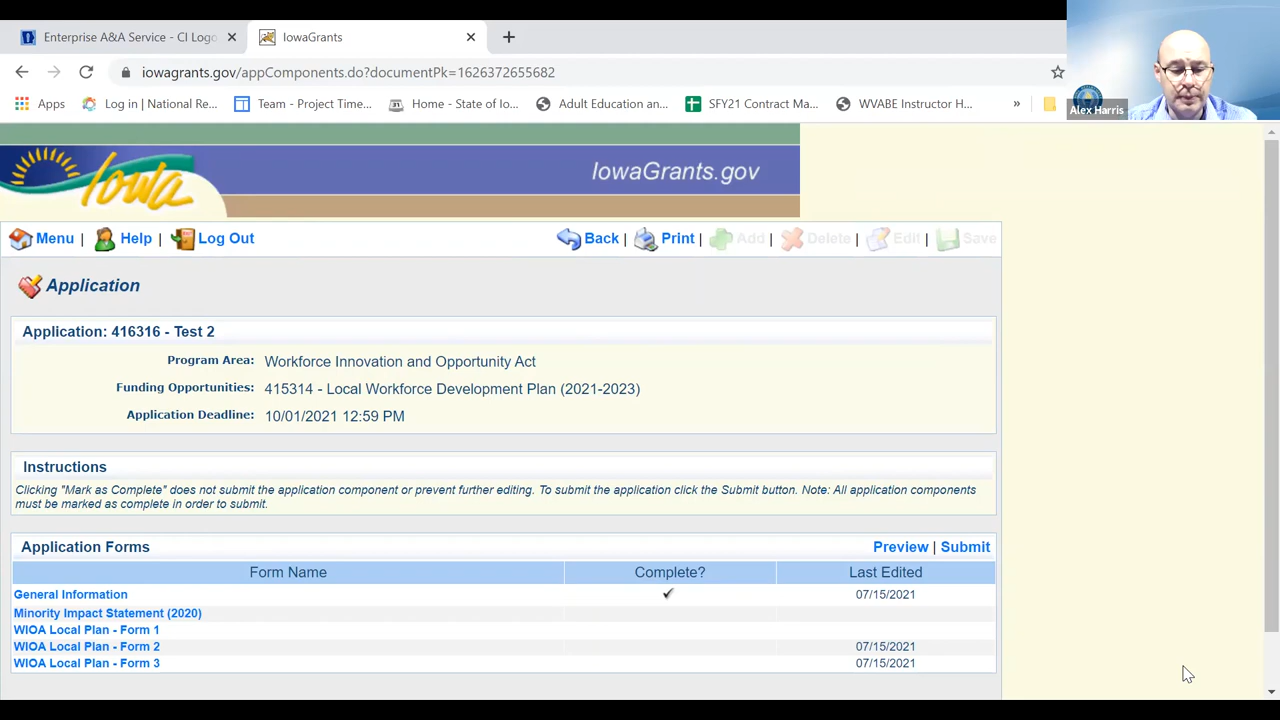 Enterprise A&A Service - CI Logo
IowaGrants
iowagrants.gov/appComponents.do?documentPk=1626372655682
Apps
Log in | National Re...
Team - Project Time...
Home - State of Io...
Adult Education an...
SFY21 Contract Ma...
WVABE Instructor H...
»
Alex Harris
Iowa
IowaGrants.gov
Menu | Help | Log Out
Back | Print | Add | Delete | Edit | Save
Application
Application: 416316 - Test 2
Program Area: Workforce Innovation and Opportunity Act
Funding Opportunities: 415314 - Local Workforce Development Plan (2021-2023)
Application Deadline: 10/01/2021 12:59 PM
Instructions
Clicking "Mark as Complete" does not submit the application component or prevent further editing. To submit the application click the Submit button. Note: All application components
must be marked as complete in order to submit.
Application Forms Preview | Submit
Form Name Complete? Last Edited
General Information ✓ 07/15/2021
Minority Impact Statement (2020)
WIOA Local Plan - Form 1
WIOA Local Plan - Form 2 07/15/2021
WIOA Local Plan - Form 3 07/15/2021